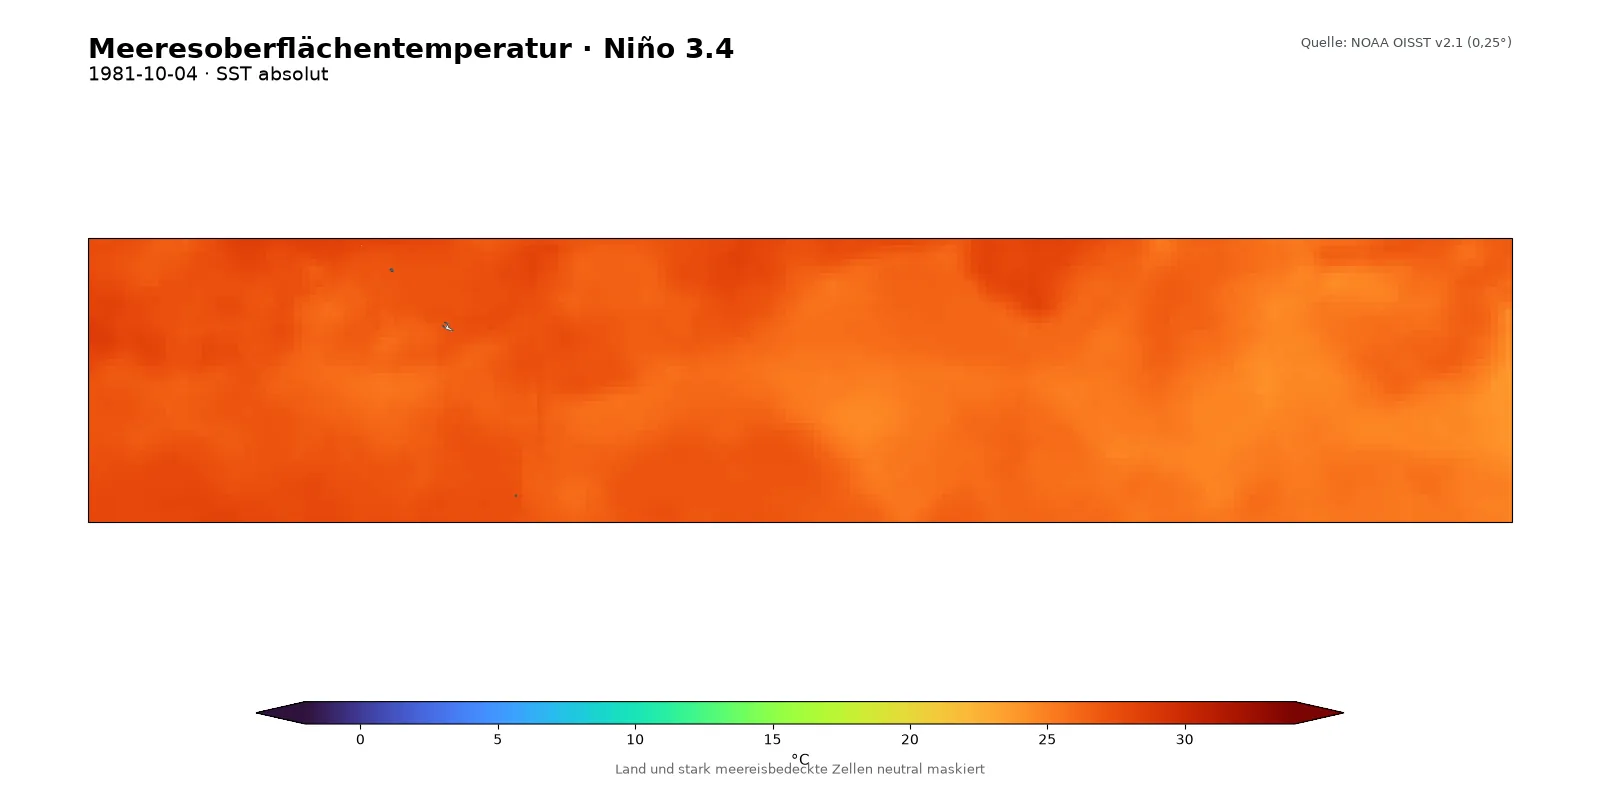 Meeresoberflächentemperatur · Niño 3.4
1981-10-04 · SST absolut
Quelle: NOAA OISST v2.1 (0,25°)
0 5 10 15 20 25 30
°C
Land und stark meereisbedeckte Zellen neutral maskiert